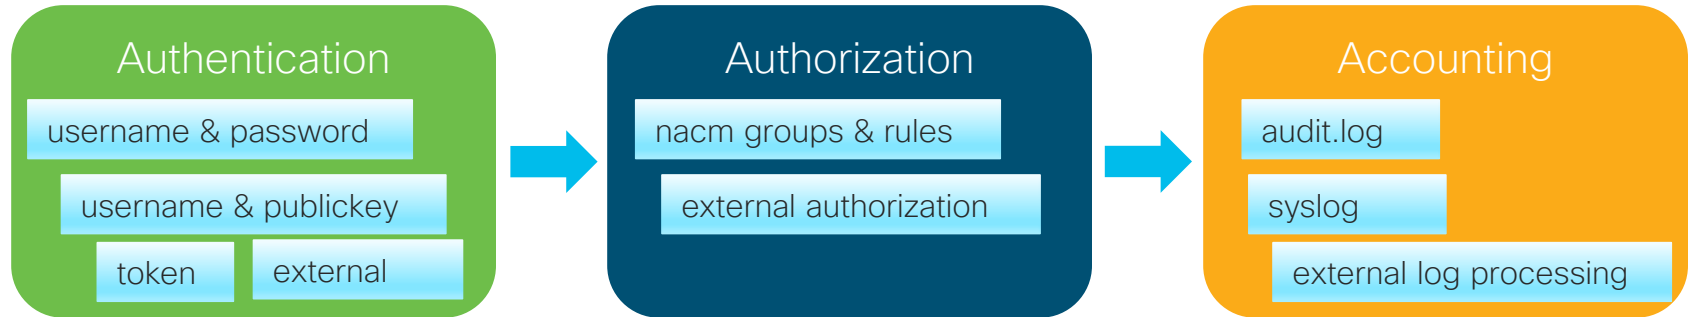 Authentication
username & password
username & publickey
token
external
Authorization
nacm groups & rules
external authorization
Accounting
audit.log
syslog
external log processing